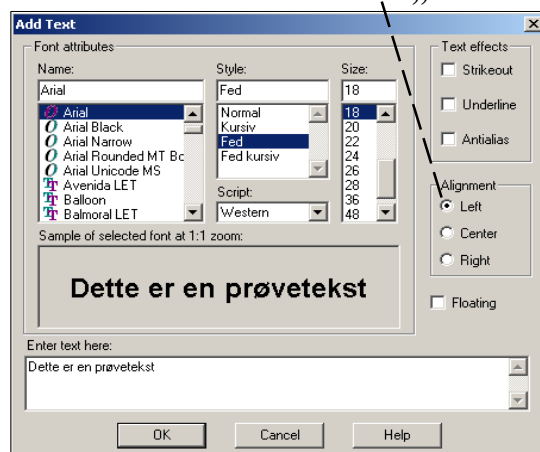 Add Text
Font attributes
Name:
Style:
Size:
Arial
Fed
18
Arial
Arial Black
Arial Narrow
Arial Rounded MT Bc
Arial Unicode MS
Avenida LET
Balloon
Balmoral LET
Normal
Kursiv
Fed
Fed kursiv
Script:
Western
18
20
22
24
26
28
36
48
Sample of selected font at 1:1 zoom:
Dette er en prøvetekst
Text effects
Strikeout
Underline
Antialias
Alignment
Left
Center
Right
Floating
Enter text here:
Dette er en prøvetekst
OK
Cancel
Help